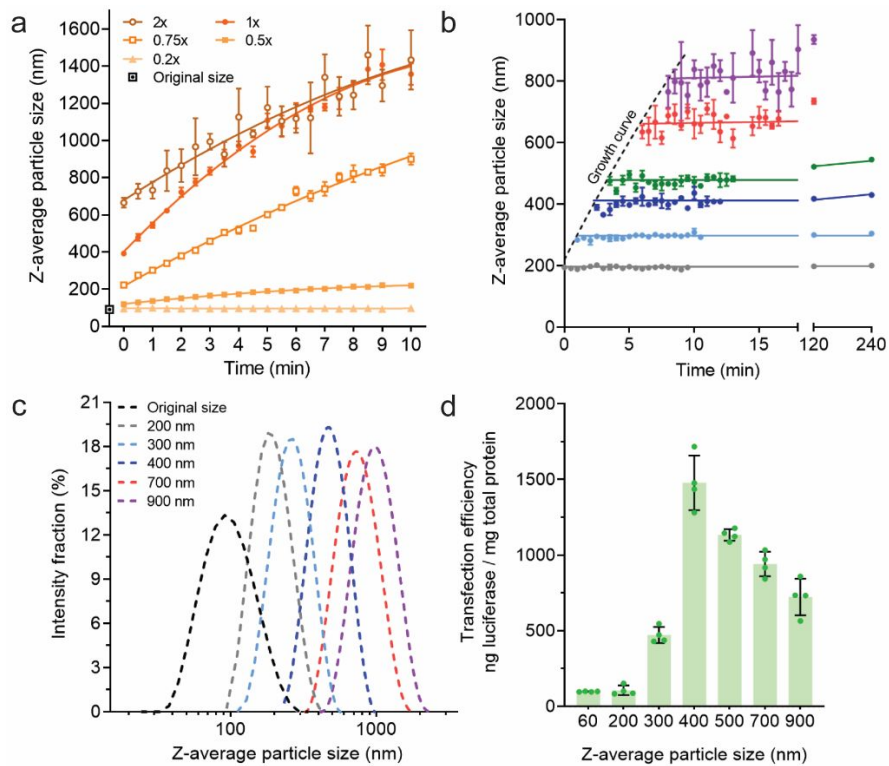 a
2x 1x
0.75x 0.5x
0.2x
Original size
Z-average particle size (nm)
1600
1400
1200
1000
800
600
400
200
0
0 1 2 3 4 5 6 7 8 9 10
Time (min)
b
Z-average particle size (nm)
1000
800
600
400
200
0
Growth curve
0 5 10 15 120 240
Time (min)
c
Original size
200 nm
300 nm
400 nm
700 nm
900 nm
Intensity fraction (%)
21
18
15
12
9
6
3
0
100 1000
Z-average particle size (nm)
d
Transfection efficiency
ng luciferase / mg total protein
2000
1500
1000
500
0
60 200 300 400 500 700 900
Z-average particle size (nm)